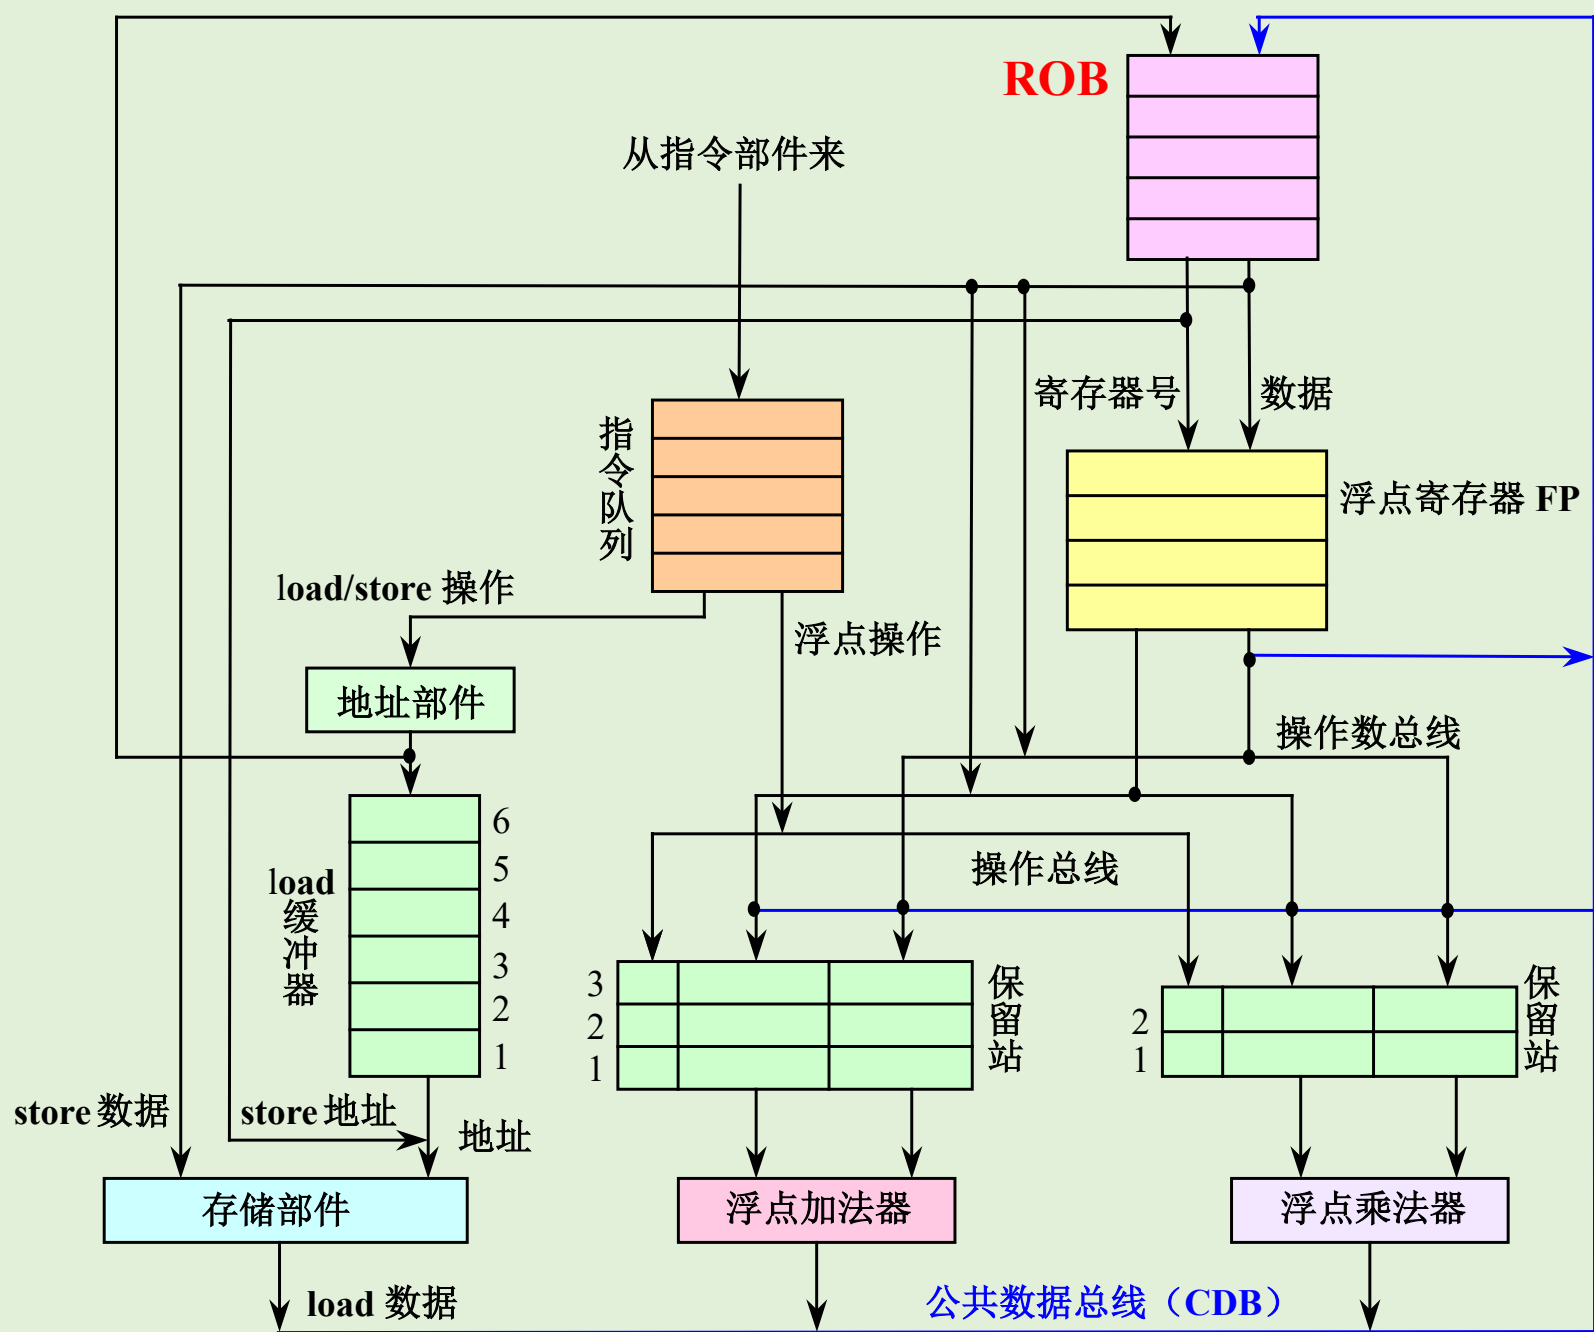 ROB
从指令部件来
寄存器号
数据
指令队列
浮点寄存器 FP
load/store 操作
浮点操作
地址部件
操作数总线
操作总线
load缓冲器
6
5
4
3
2
1
3
2
1
保留站
2
1
保留站
store 数据
store 地址
地址
存储部件
浮点加法器
浮点乘法器
load 数据
公共数据总线（CDB）